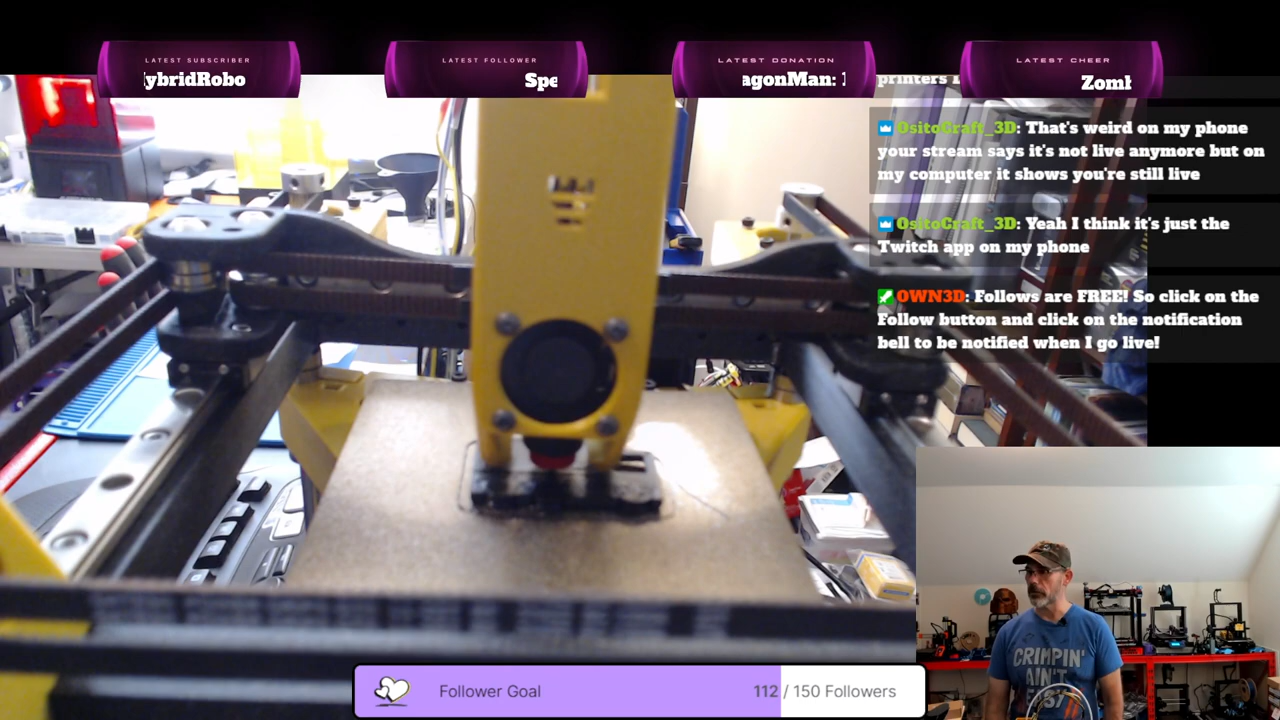 LATEST SUBSCRIBER
ybridRobo
LATEST FOLLOWER
Spe
LATEST DONATION
agonMan:
LATEST CHEER
Zom
printers
OsitoCraft_3D: That's weird on my phone
your stream says it's not live anymore but on
my computer it shows you're still live
OsitoCraft_3D: Yeah I think it's just the
Twitch app on my phone
OWN3D: Follows are FREE! So click on the
Follow button and click on the notification
bell to be notified when I go live!
CRIMPIN'
AIN'T
Follower Goal
112 / 150 Followers